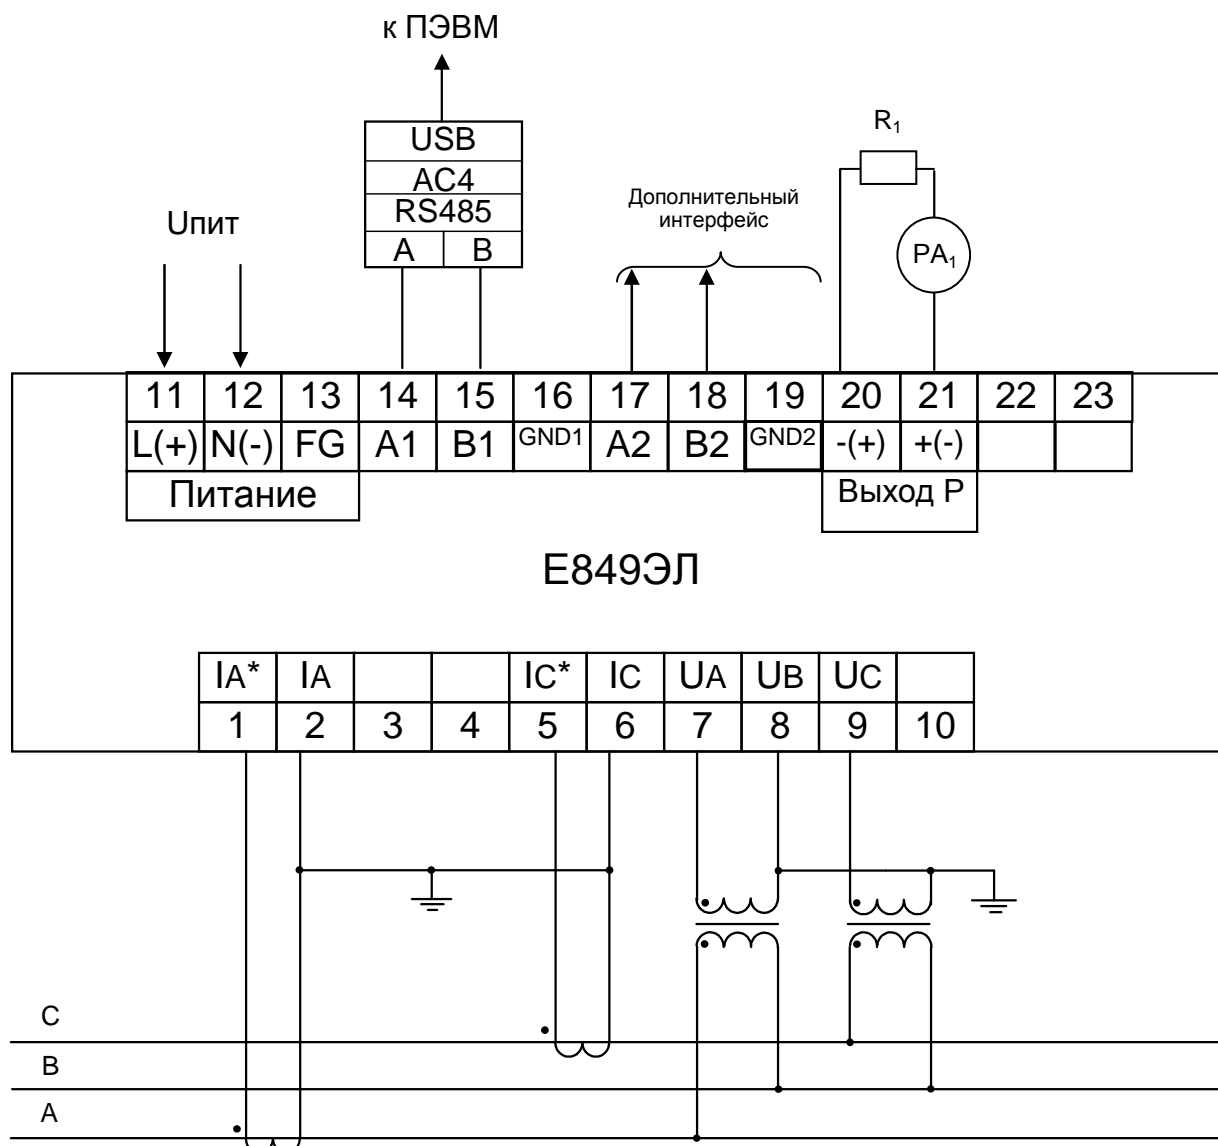 к ПЭВМ
USB
AC4
RS485
A B
Uпит
Дополнительный
интерфейс
R1
PA1
11 12 13 14 15 16 17 18 19 20 21 22 23
L(+) N(-) FG A1 B1 GND1 A2 B2 GND2 -(+) +(-)
Питание
Выход Р
Е849ЭЛ
IA* IA IC* IC UA UB UC
1 2 3 4 5 6 7 8 9 10
C
B
A